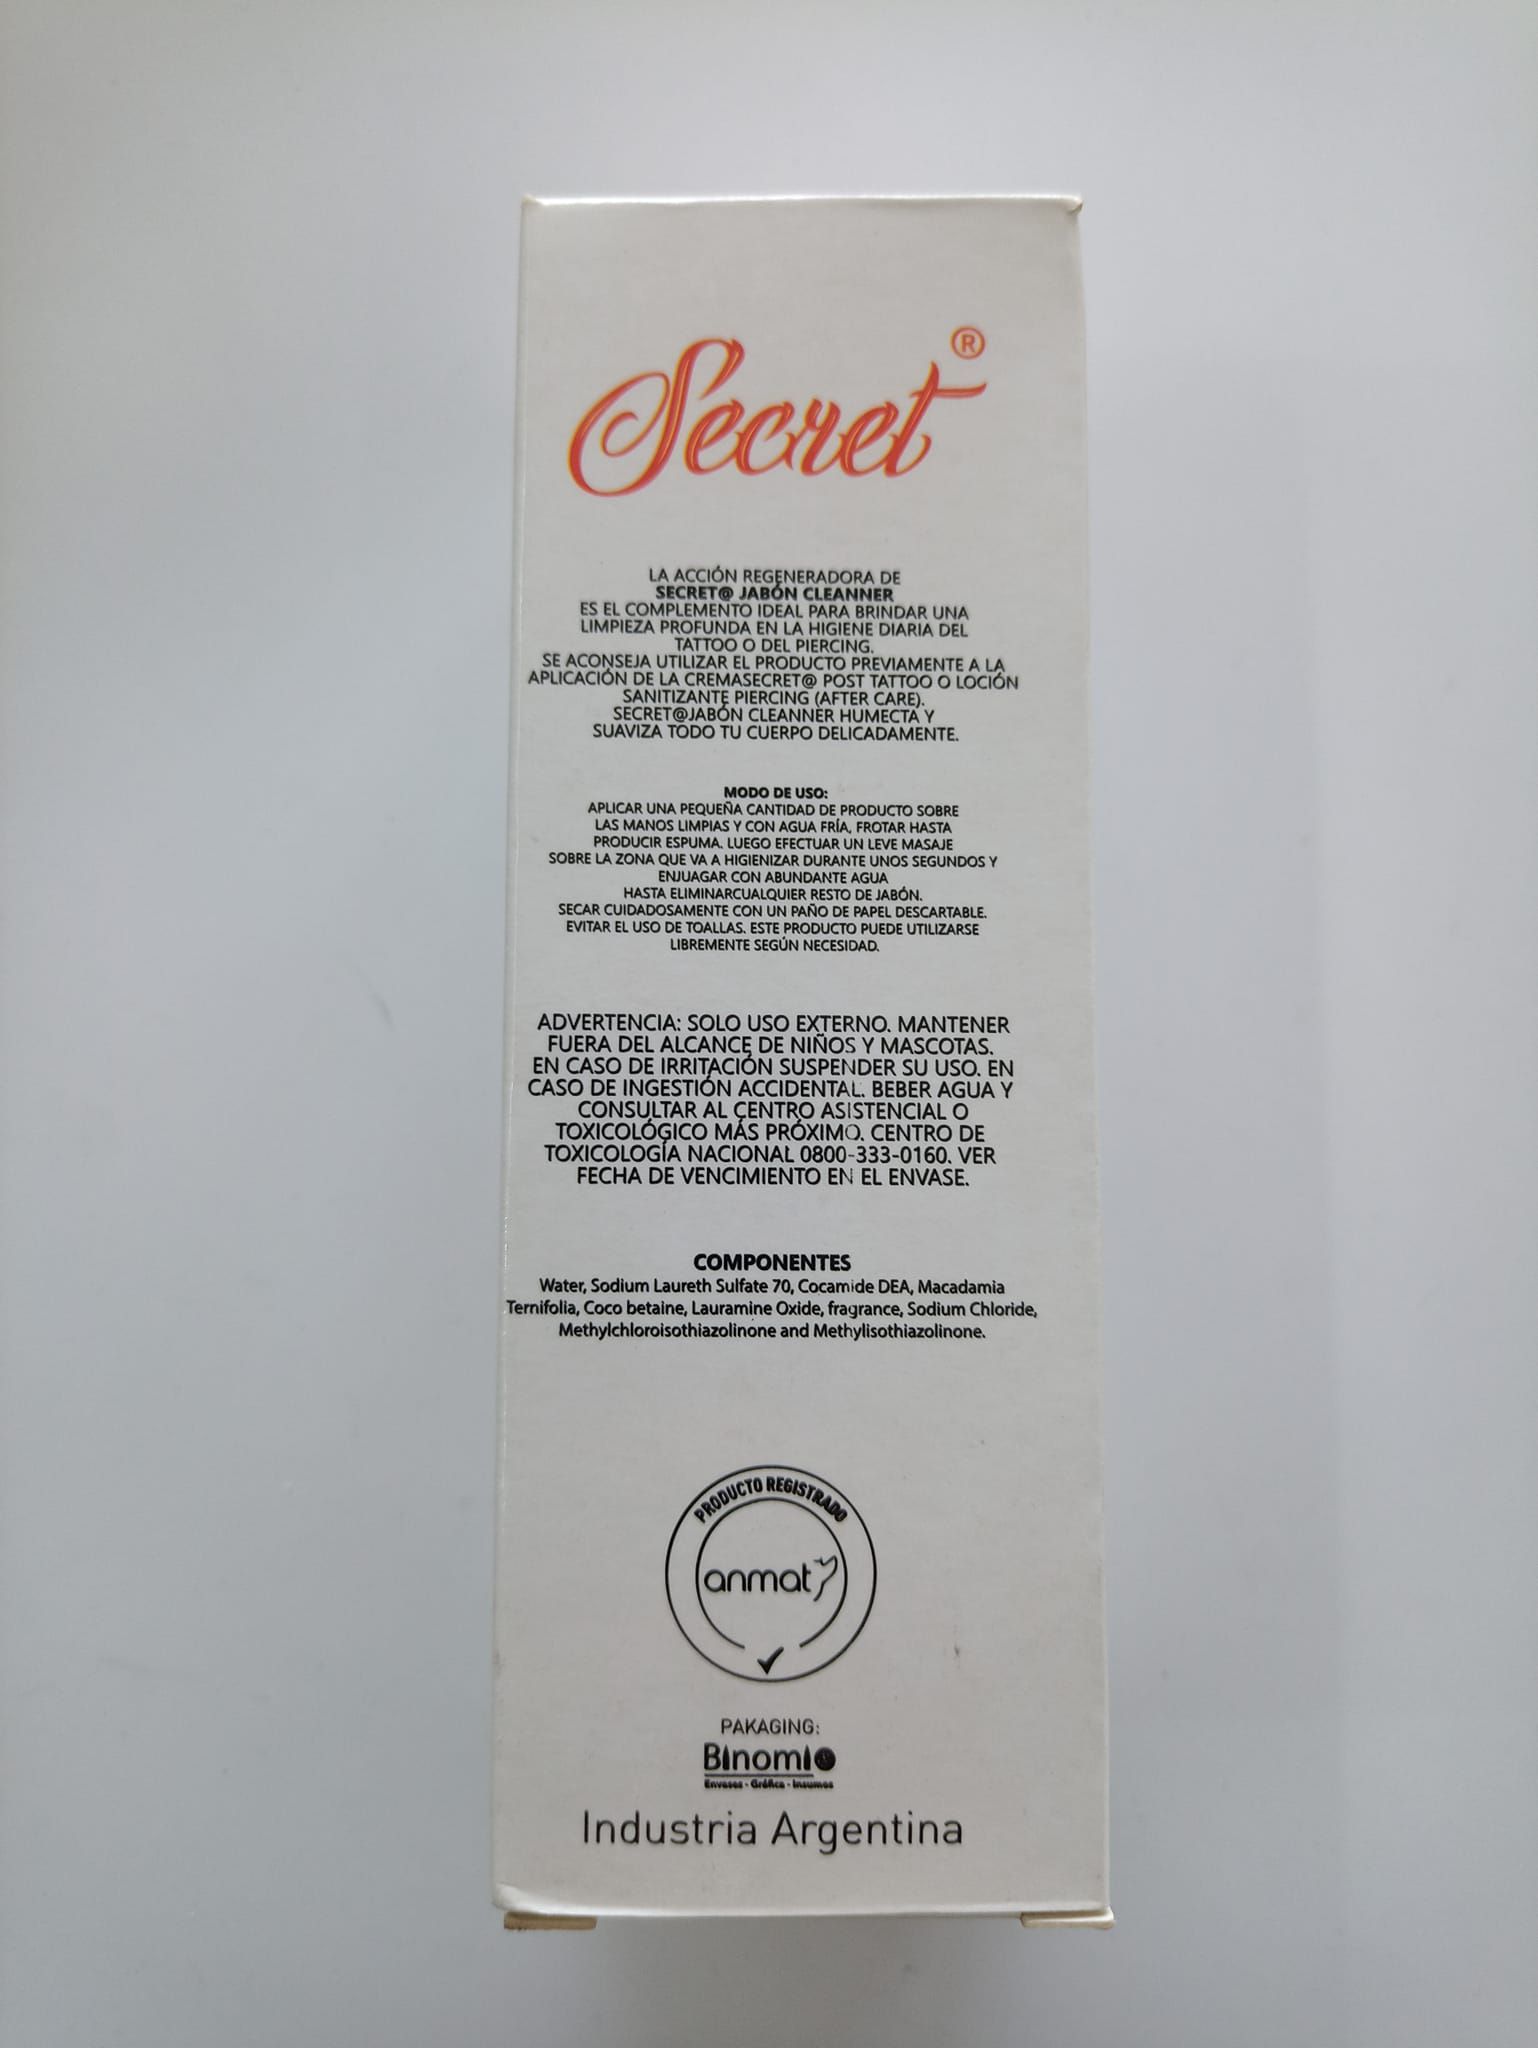 Secret®
LA ACCIÓN REGENERADORA DE
SECRET@ JABÓN CLEANNER
ES EL COMPLEMENTO IDEAL PARA BRINDAR UNA
LIMPIEZA PROFUNDA EN LA HIGIENE DIARIA DEL
TATTOO O DEL PIERCING.
SE ACONSEJA UTILIZAR EL PRODUCTO PREVIAMENTE A LA
APLICACIÓN DE LA CREMASECRET@ POST TATTOO O LOCIÓN
SANITIZANTE PIERCING (AFTER CARE).
SECRET@JABÓN CLEANNER HUMECTA Y
SUAVIZA TODO TU CUERPO DELICADAMENTE.
MODO DE USO:
APLICAR UNA PEQUEÑA CANTIDAD DE PRODUCTO SOBRE
LAS MANOS LIMPIAS Y CON AGUA FRÍA, FROTAR HASTA
PRODUCIR ESPUMA. LUEGO EFECTUAR UN LEVE MASAJE
SOBRE LA ZONA QUE VA A HIGIENIZAR DURANTE UNOS SEGUNDOS Y
ENJUAGAR CON ABUNDANTE AGUA
HASTA ELIMINARCUALQUIER RESTO DE JABÓN.
SECAR CUIDADOSAMENTE CON UN PAÑO DE PAPEL DESCARTABLE.
EVITAR EL USO DE TOALLAS. ESTE PRODUCTO PUEDE UTILIZARSE
LIBREMENTE SEGÚN NECESIDAD.
ADVERTENCIA: SOLO USO EXTERNO. MANTENER
FUERA DEL ALCANCE DE NIÑOS Y MASCOTAS.
EN CASO DE IRRITACIÓN SUSPENDER SU USO. EN
CASO DE INGESTIÓN ACCIDENTAL. BEBER AGUA Y
CONSULTAR AL CENTRO ASISTENCIAL O
TOXICOLÓGICO MÁS PRÓXIMO. CENTRO DE
TOXICOLOGÍA NACIONAL 0800-333-0160. VER
FECHA DE VENCIMIENTO EN EL ENVASE.
COMPONENTES
Water, Sodium Laureth Sulfate 70, Cocamide DEA, Macadamia
Ternifolia, Coco betaine, Lauramine Oxide, fragrance, Sodium Chloride,
Methylchloroisothiazolinone and Methylisothiazolinone.
PRODUCTO REGISTRADO
anmat
PAKAGING:
BInomIo
Envases - Gráfica - Insumos
Industria Argentina